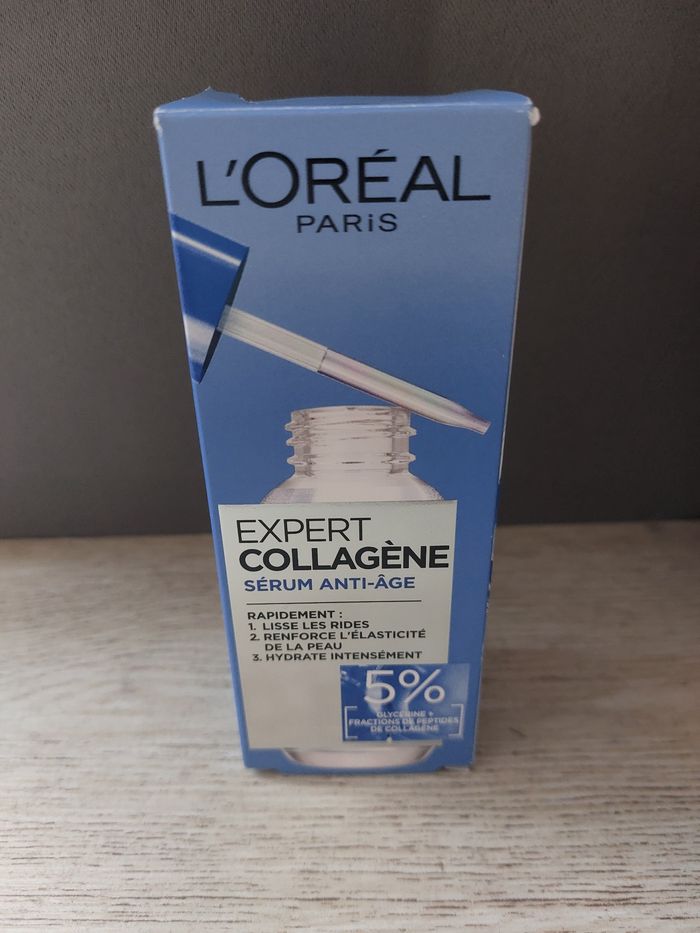 L'ORÉAL
PARiS
EXPERT
COLLAGÈNE
SÉRUM ANTI-ÂGE
RAPIDEMENT :
1. LISSE LES RIDES
2. RENFORCE L'ÉLASTICITÉ
DE LA PEAU
3. HYDRATE INTENSÉMENT
5%
GLYCERINE +
FRACTIONS DE PEPTIDES
DE COLLAGÈNE